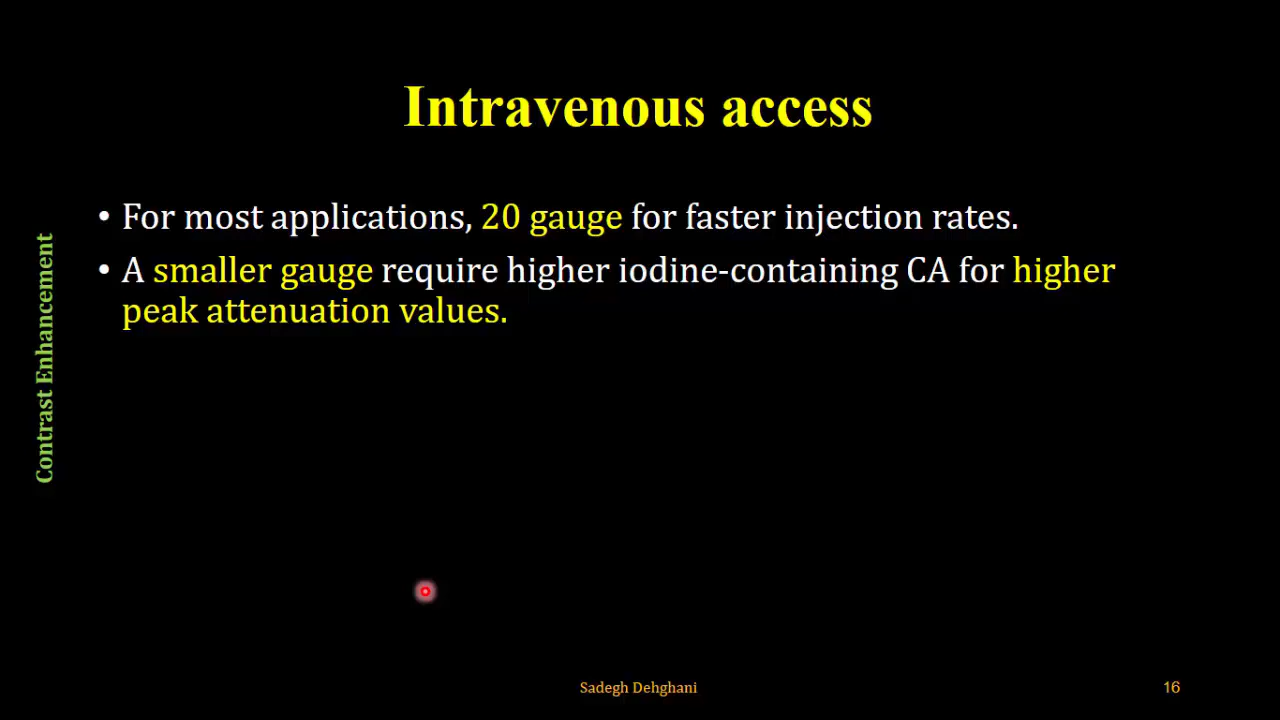 Intravenous access
• For most applications, 20 gauge for faster injection rates.
• A smaller gauge require higher iodine-containing CA for higher
peak attenuation values.
Contrast Enhancement
Sadegh Dehghani
16